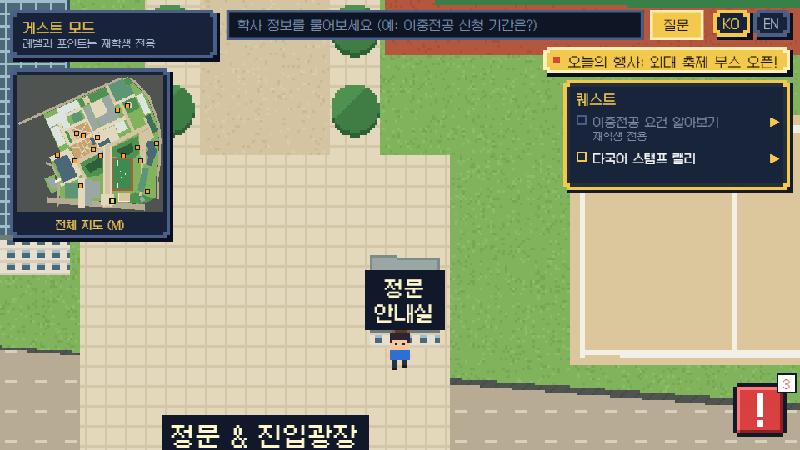 게스트 모드
레벨과 포인트는 재학생 전용
학사 정보를 물어보세요 (예: 이중전공 신청 기간은?)
질문
KO
EN
오늘의 행사: 외대 축제 부스 오픈!
퀘스트
이중전공 요건 알아보기
재학생 전용
다국어 스탬프 랠리
전체 지도 (M)
정문
안내실
정문 & 진입광장
3
!